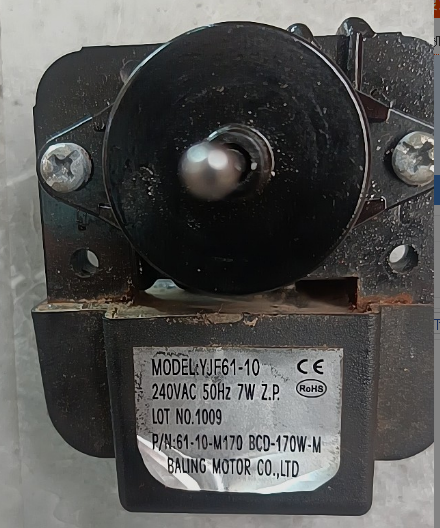 MODEL:YJF61-10 CE
240VAC 50Hz 7W Z.P. RoHS
LOT NO.1009
P/N:61-10-M170 BCD-170W-M
BALING MOTOR CO.,LTD